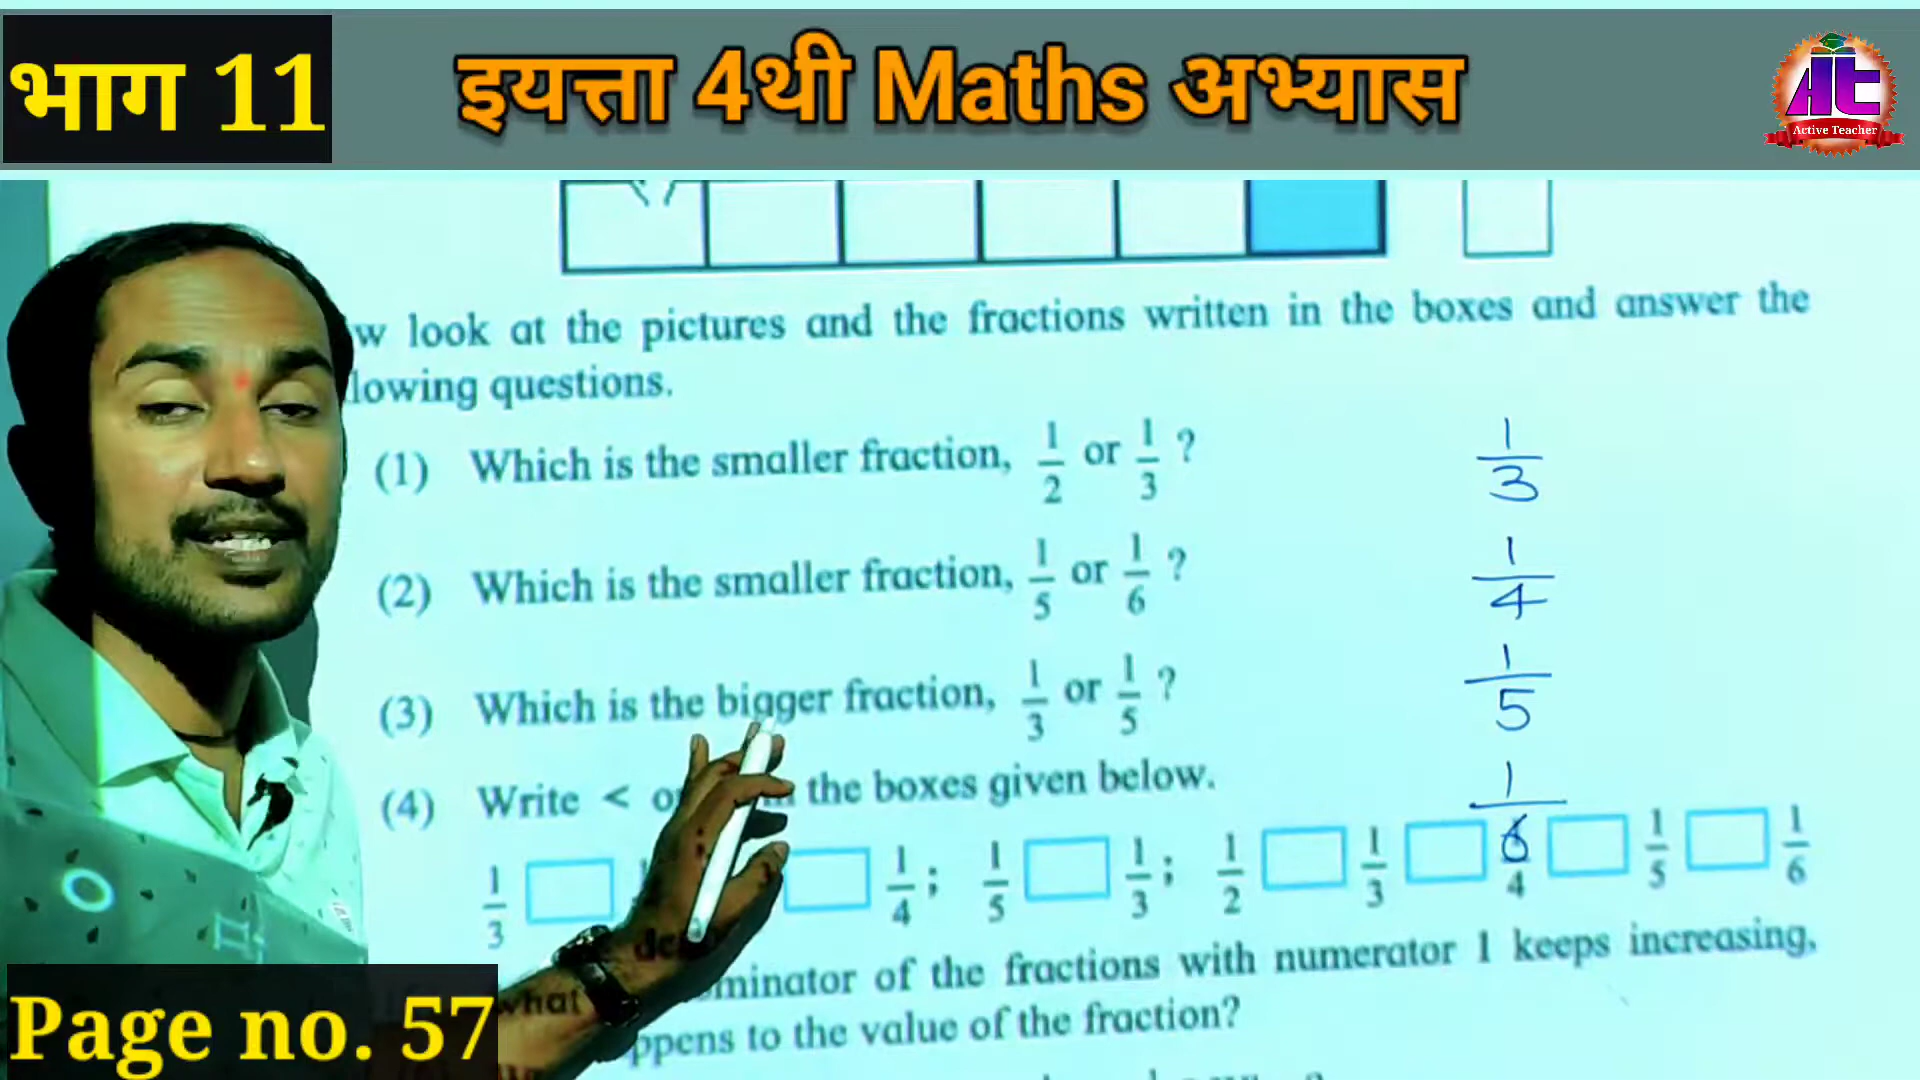 भाग 11
इयत्ता 4थी Maths अभ्यास
Active Teacher
look at the pictures and the fractions written in the boxes and answer the
lowing questions.
(1) Which is the smaller fraction, 1/2 or 1/3 ?
1/3
(2) Which is the smaller fraction, 1/5 or 1/6 ?
1/4
(3) Which is the bigger fraction, 1/3 or 1/5 ?
1/5
(4) Write < the boxes given below.
1/6
1/3 □ □ 1/4 ; 1/5 □ 1/3 ; 1/2 □ 1/3 □ 1/4 □ 1/5 □ 1/6
what minator of the fractions with numerator 1 keeps increasing,
ppens to the value of the fraction?
Page no. 57